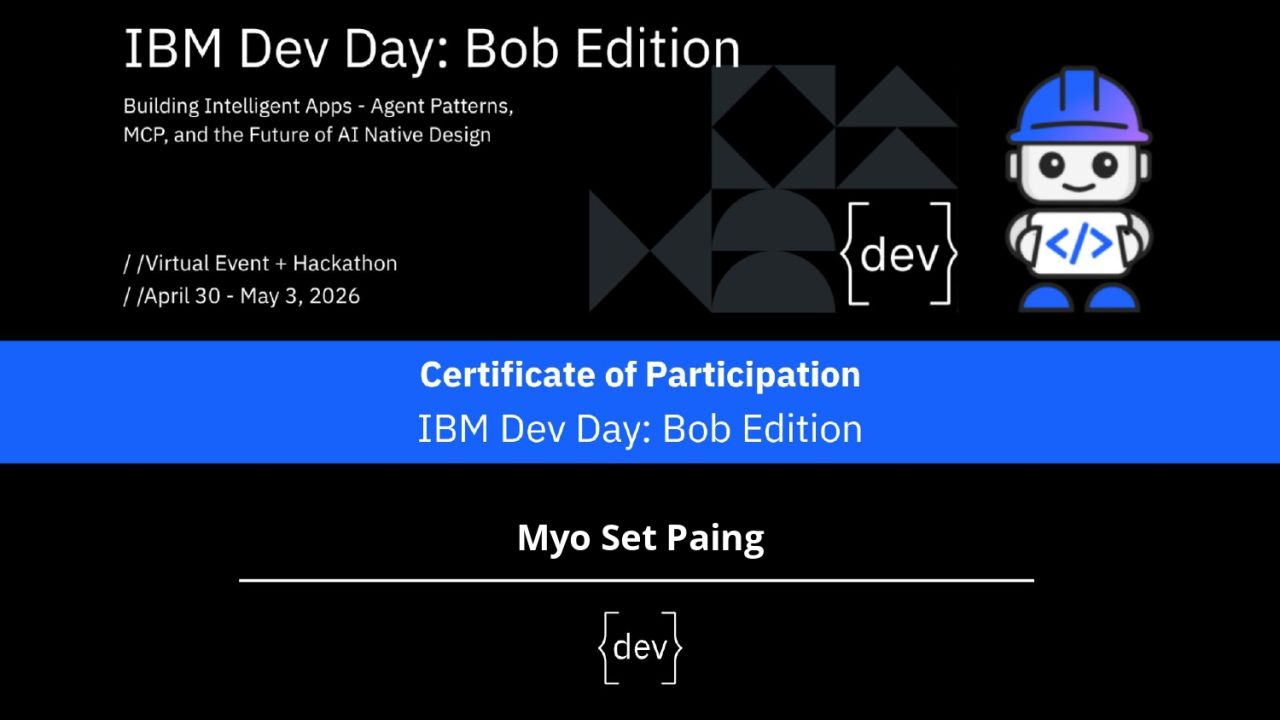 IBM Dev Day: Bob Edition
Building Intelligent Apps - Agent Patterns,
MCP, and the Future of AI Native Design
/ /Virtual Event + Hackathon
/ /April 30 - May 3, 2026
{dev}
</>
Certificate of Participation
IBM Dev Day: Bob Edition
Myo Set Paing
{dev}